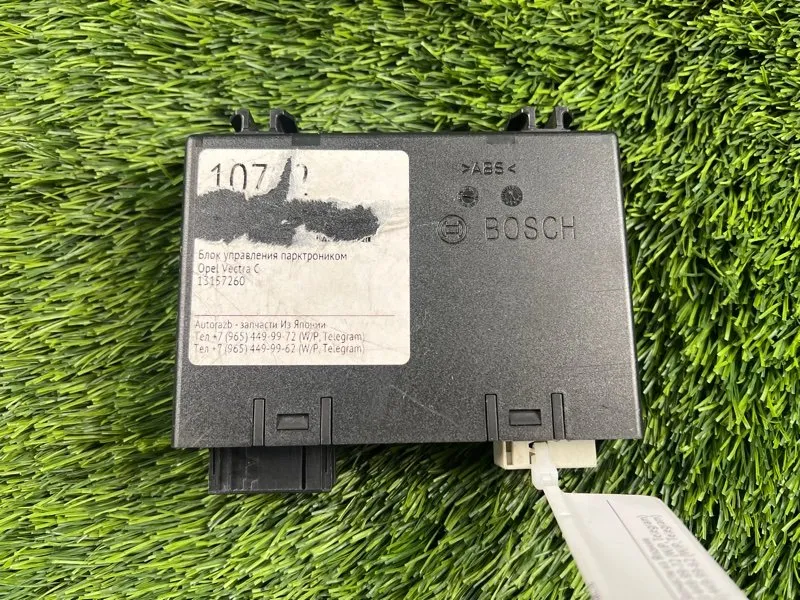 >ABS<
BOSCH
Блок управления парктроником
Opel Vectra C
13157260
Autorazb - запчасти Из Японии
Тел +7 (965) 449-99-72 (W/P, Telegram)
Тел +7 (965) 449-99-62 (W/P, Telegram)